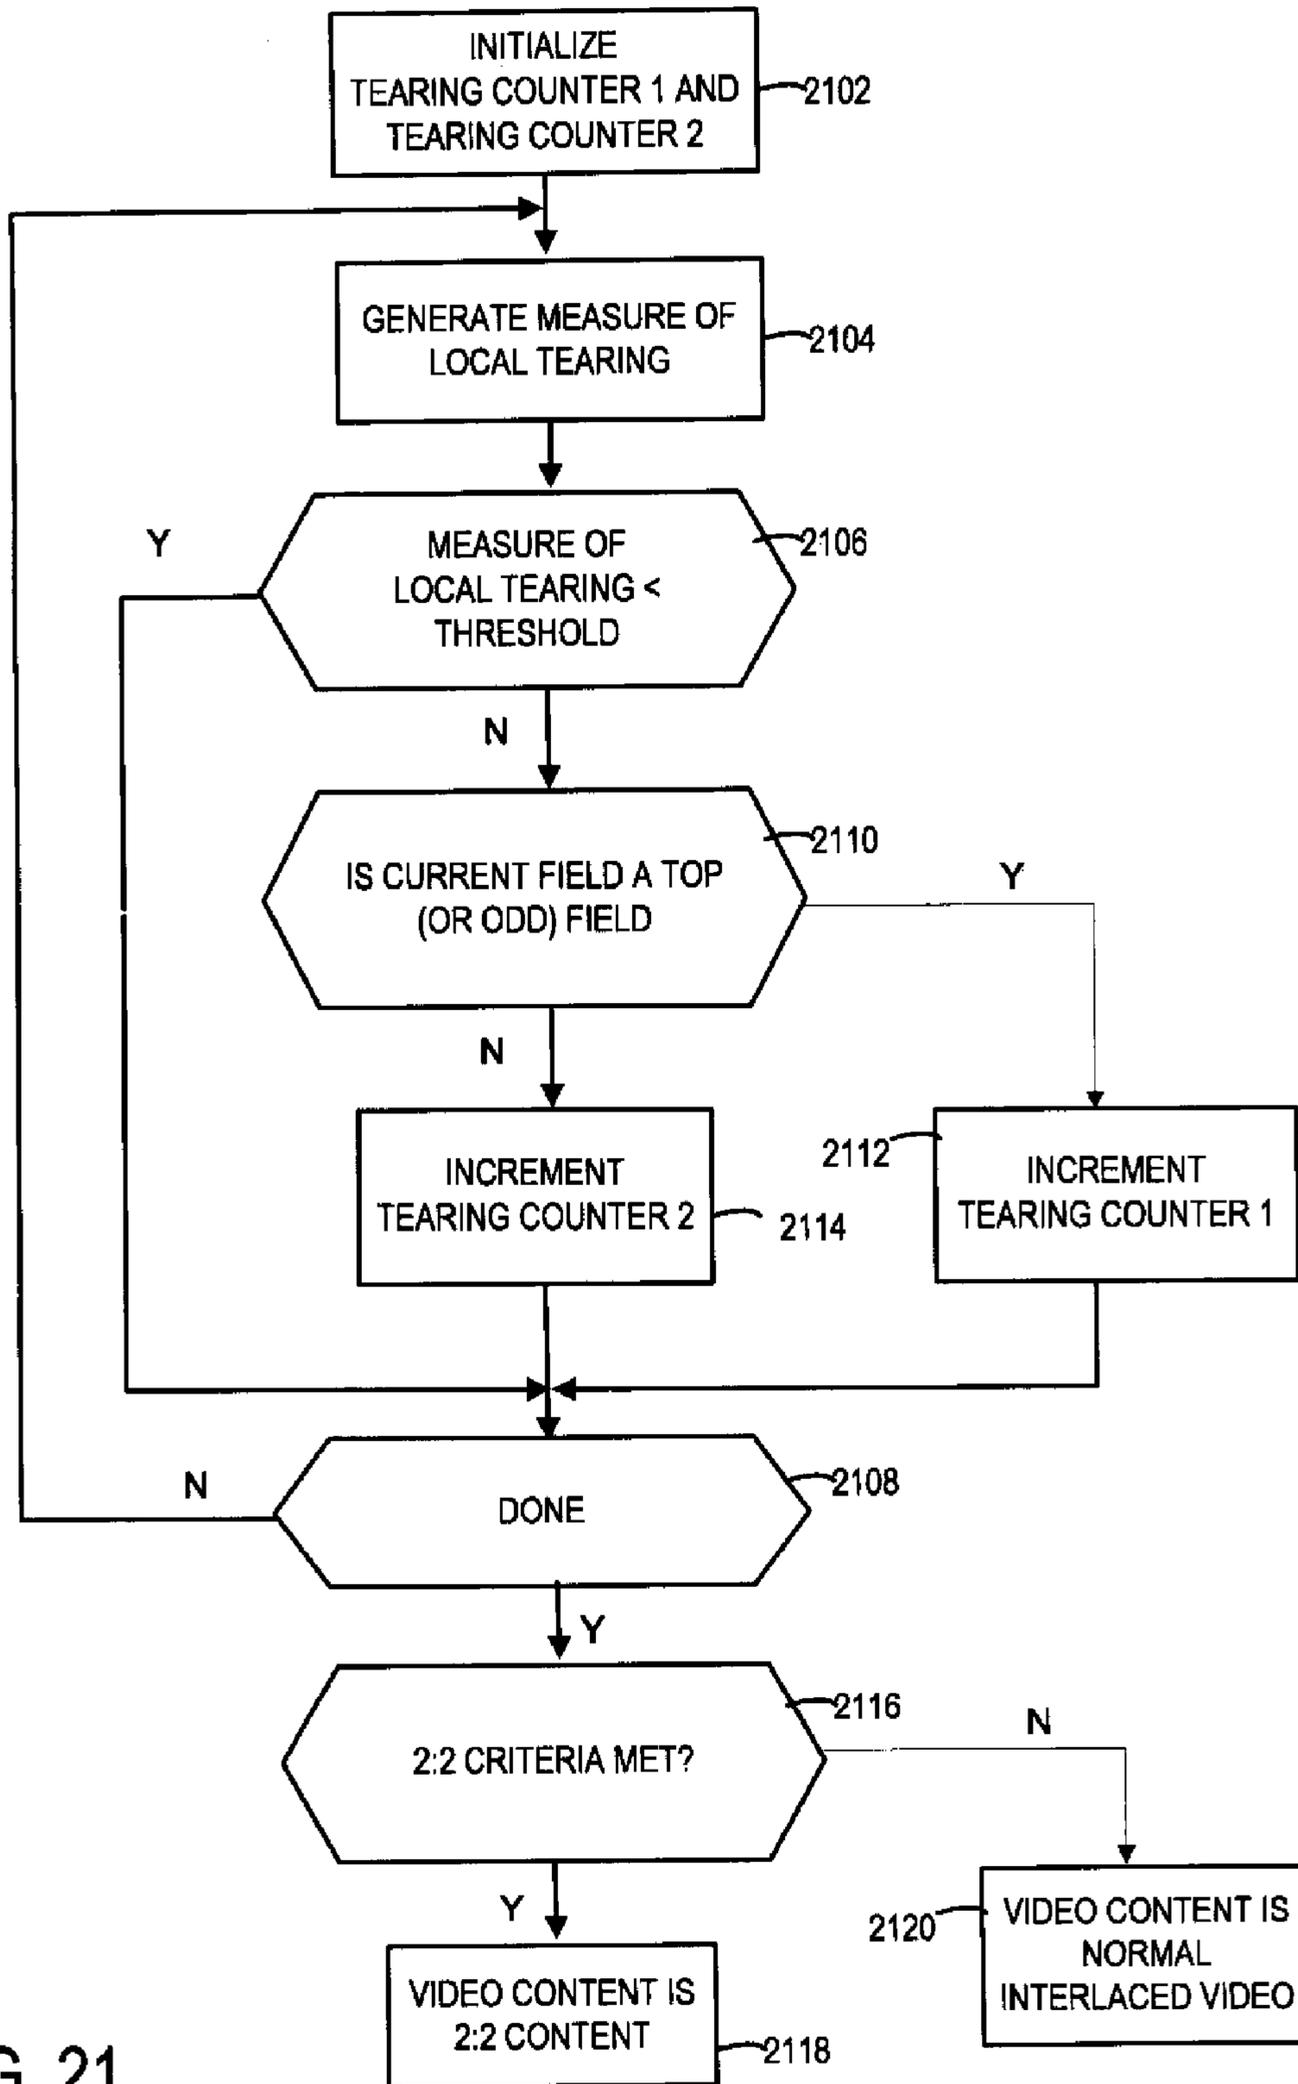 INITIALIZE
TEARING COUNTER 1 AND
TEARING COUNTER 2
2102
GENERATE MEASURE OF
LOCAL TEARING
2104
Y
MEASURE OF
LOCAL TEARING <
THRESHOLD
2106
N
IS CURRENT FIELD A TOP
(OR ODD) FIELD
2110
Y
N
INCREMENT
TEARING COUNTER 2
2114
2112
INCREMENT
TEARING COUNTER 1
N
DONE
2108
Y
2:2 CRITERIA MET?
2116
N
Y
VIDEO CONTENT IS
2:2 CONTENT
2118
2120
VIDEO CONTENT IS
NORMAL
INTERLACED VIDEO
G. 21